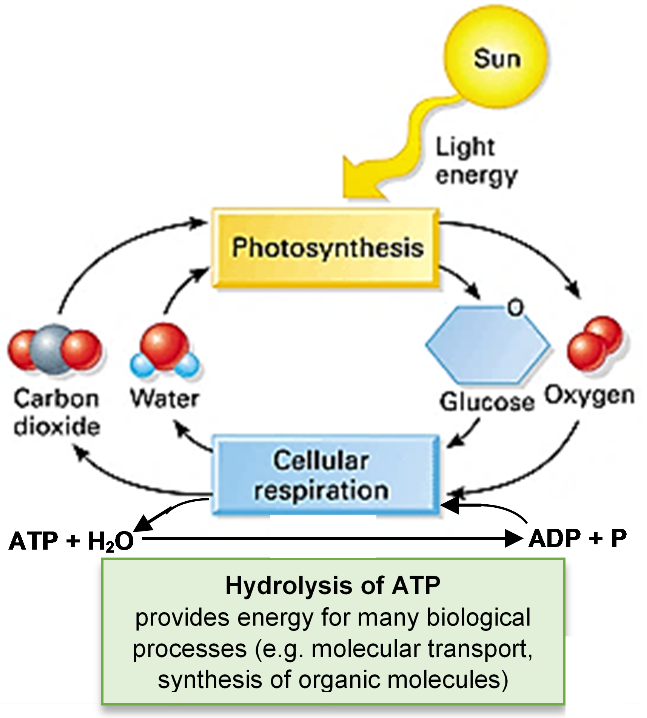 Sun
Light
energy
Photosynthesis
O
Carbon
dioxide
Water
Glucose
Oxygen
Cellular
respiration
ATP + H₂O
ADP + P
Hydrolysis of ATP
provides energy for many biological
processes (e.g. molecular transport,
synthesis of organic molecules)